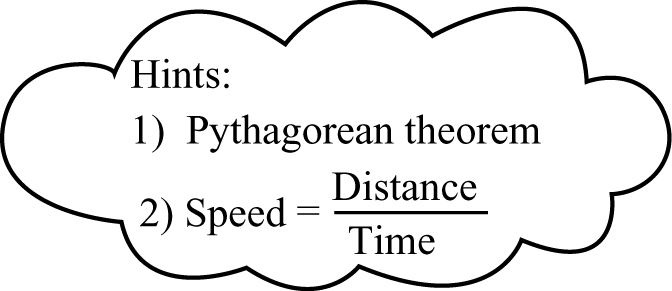 Hints:
1) Pythagorean theorem
2) Speed = Distance
Time